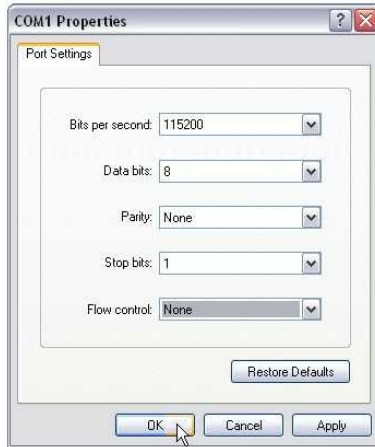 COM1 Properties
Port Settings
Bits per second: 115200
Data bits: 8
Parity: None
Stop bits: 1
Flow control: None
Restore Defaults
OK Cancel Apply